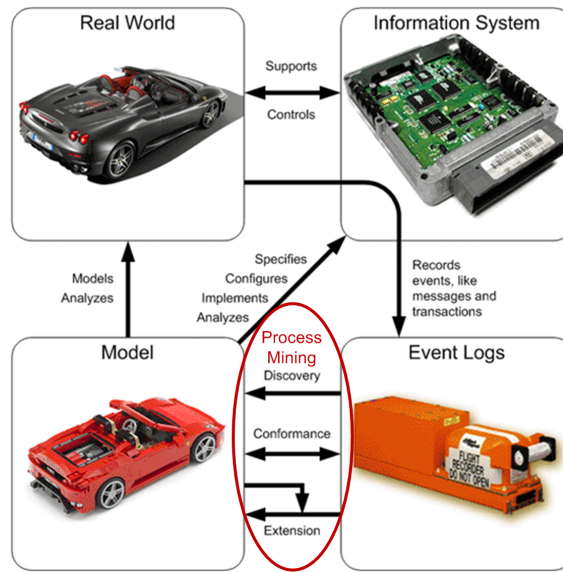 Real World
Information System
Supports
Controls
Models
Analyzes
Specifies
Configures
Implements
Analyzes
Records
events, like
messages and
transactions
Model
Process
Mining
Event Logs
Discovery
Conformance
Extension
FLIGHT
RECORDER
DO NOT OPEN